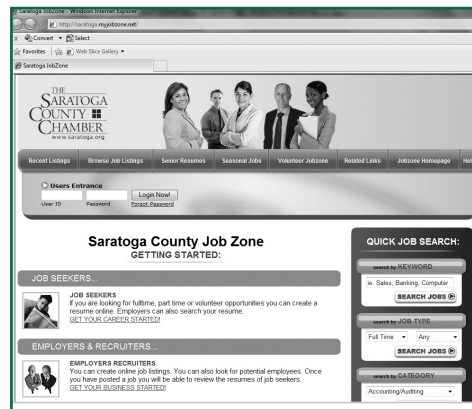 Saratoga JobZone - Windows Internet Explorer
http://saratoga.myjobzone.net/
x Convert Select
Favorites Web Slice Gallery
Saratoga JobZone
THE
SARATOGA
COUNTY
CHAMBER
www.saratoga.org
Recent Listings Browse Job Listings Senior Resumes Seasonal Jobs Volunteer Jobzone Related Links Jobzone Homepage
Users Entrance
Login Now!
User ID Password Forgot Password
Saratoga County Job Zone
GETTING STARTED:
JOB SEEKERS...
JOB SEEKERS
If you are looking for fulltime, part time or volunteer opportunities you can create a
resume online. Employers can also search your resume.
GET YOUR CAREER STARTED!
EMPLOYERS & RECRUITERS...
EMPLOYERS RECRUITERS
You can create online job listings. You can also look for potential employees. Once
you have posted a job you will be able to review the resumes of job seekers.
GET YOUR BUSINESS STARTED!
QUICK JOB SEARCH:
search by KEYWORD
ie. Sales, Banking, Computer
SEARCH JOBS
search by JOB TYPE
Full Time Any
SEARCH JOBS
search by CATEGORY
Accounting/Auditing